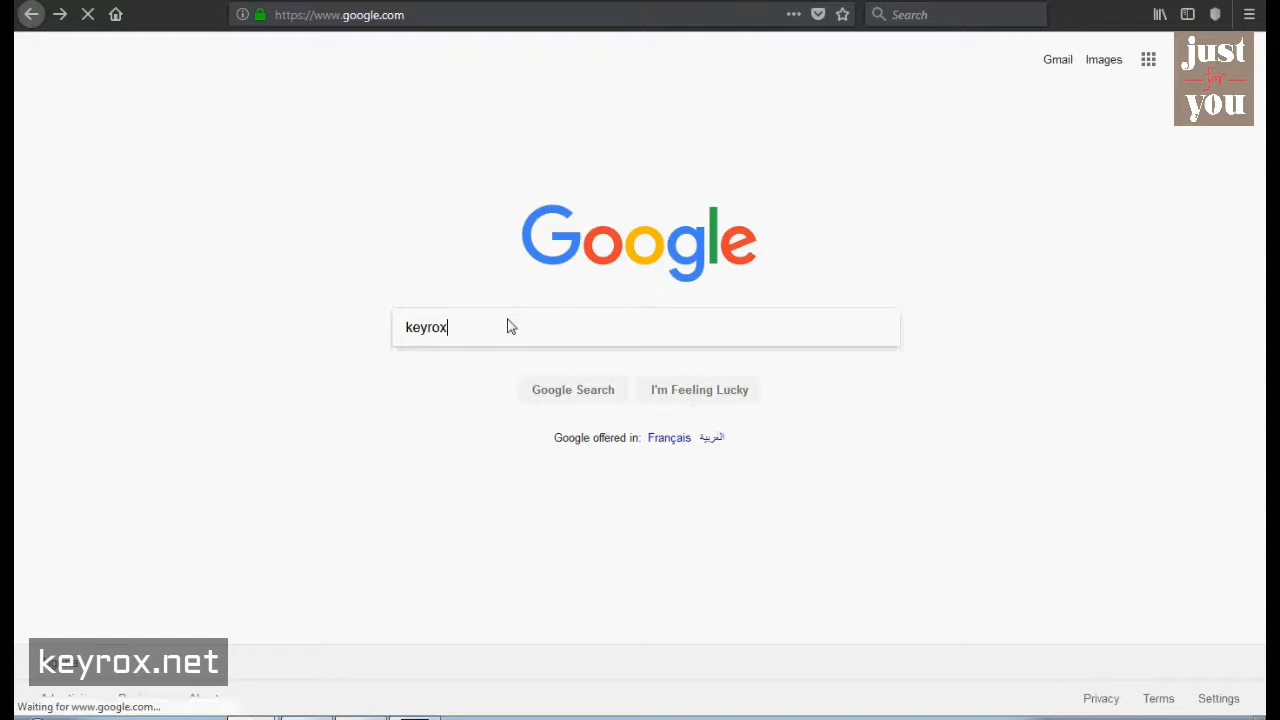 https://www.google.com
Search
Gmail Images
just
for
you
Google
keyrox
Google Search I'm Feeling Lucky
Google offered in: Français العربية
keyrox.net
Privacy Terms Settings
Waiting for www.google.com...